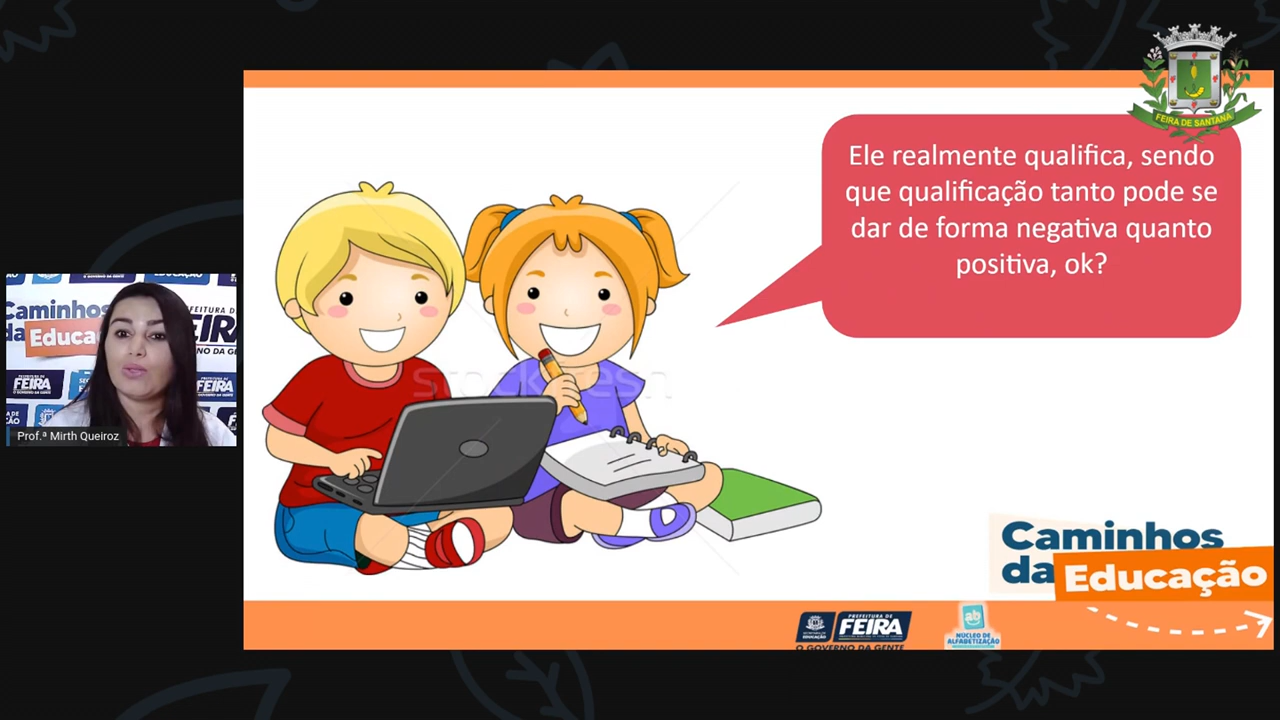 FEIRA DE SANTANA
Ele realmente qualifica, sendo
que qualificação tanto pode se
dar de forma negativa quanto
positiva, ok?
Caminhos
da Educa
FEIRA
FEIRA
Prof.ª Mirth Queiroz
Caminhos
da Educação
PREFEITURA DE
FEIRA
O GOVERNO DA GENTE
ab
NÚCLEO DE
ALFABETIZAÇÃO